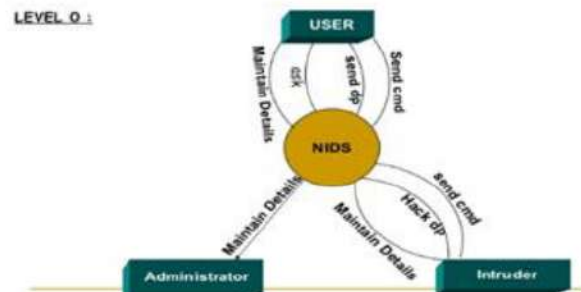 LEVEL 0 :
USER
Maintain Details
ask
send dp
Send cmd
NIDS
Maintain Details
Maintain Details
Hack dp
send cmd
Administrator
Intruder